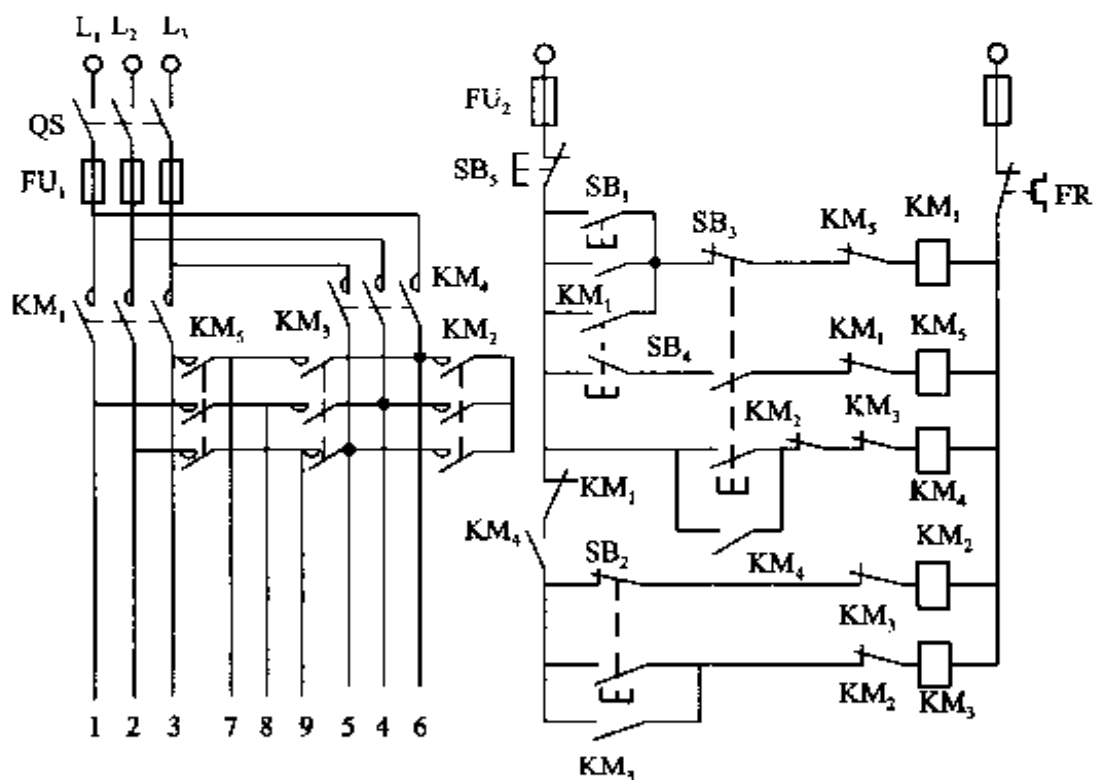 L₁ L₂ L₃
QS
FU₁
KM₁
KM₅
KM₃
KM₄
KM₂
1 2 3 7 8 9 5 4 6
FU₂
SB₅
SB₁
SB₃
KM₅
KM₁
FR
KM₁
SB₄
KM₁
KM₅
KM₂
KM₃
KM₄
KM₁
KM₄
KM₄
SB₂
KM₃
KM₂
KM₂
KM₃
KM₃